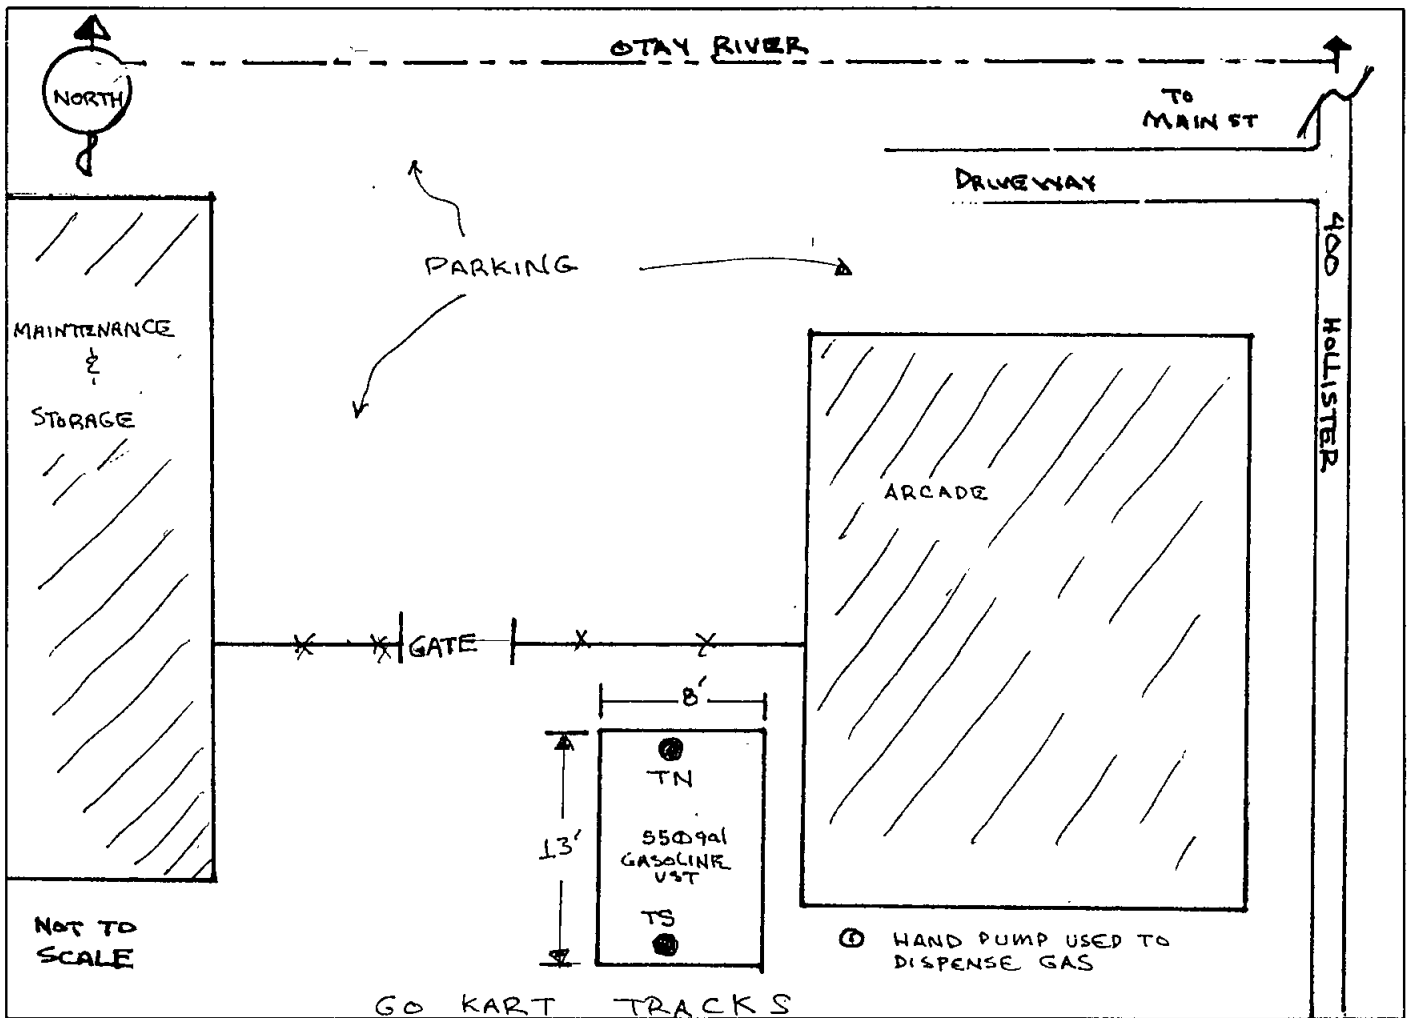 OTAY RIVER
NORTH
TO
MAIN ST
DRIVEWAY
400 HOLLISTER
PARKING
MAINTENANCE
&
STORAGE
ARCADE
GATE
8'
TN
13'
550 gal
GASOLINE
UST
TS
NOT TO
SCALE
HAND PUMP USED TO
DISPENSE GAS
GO KART TRACKS